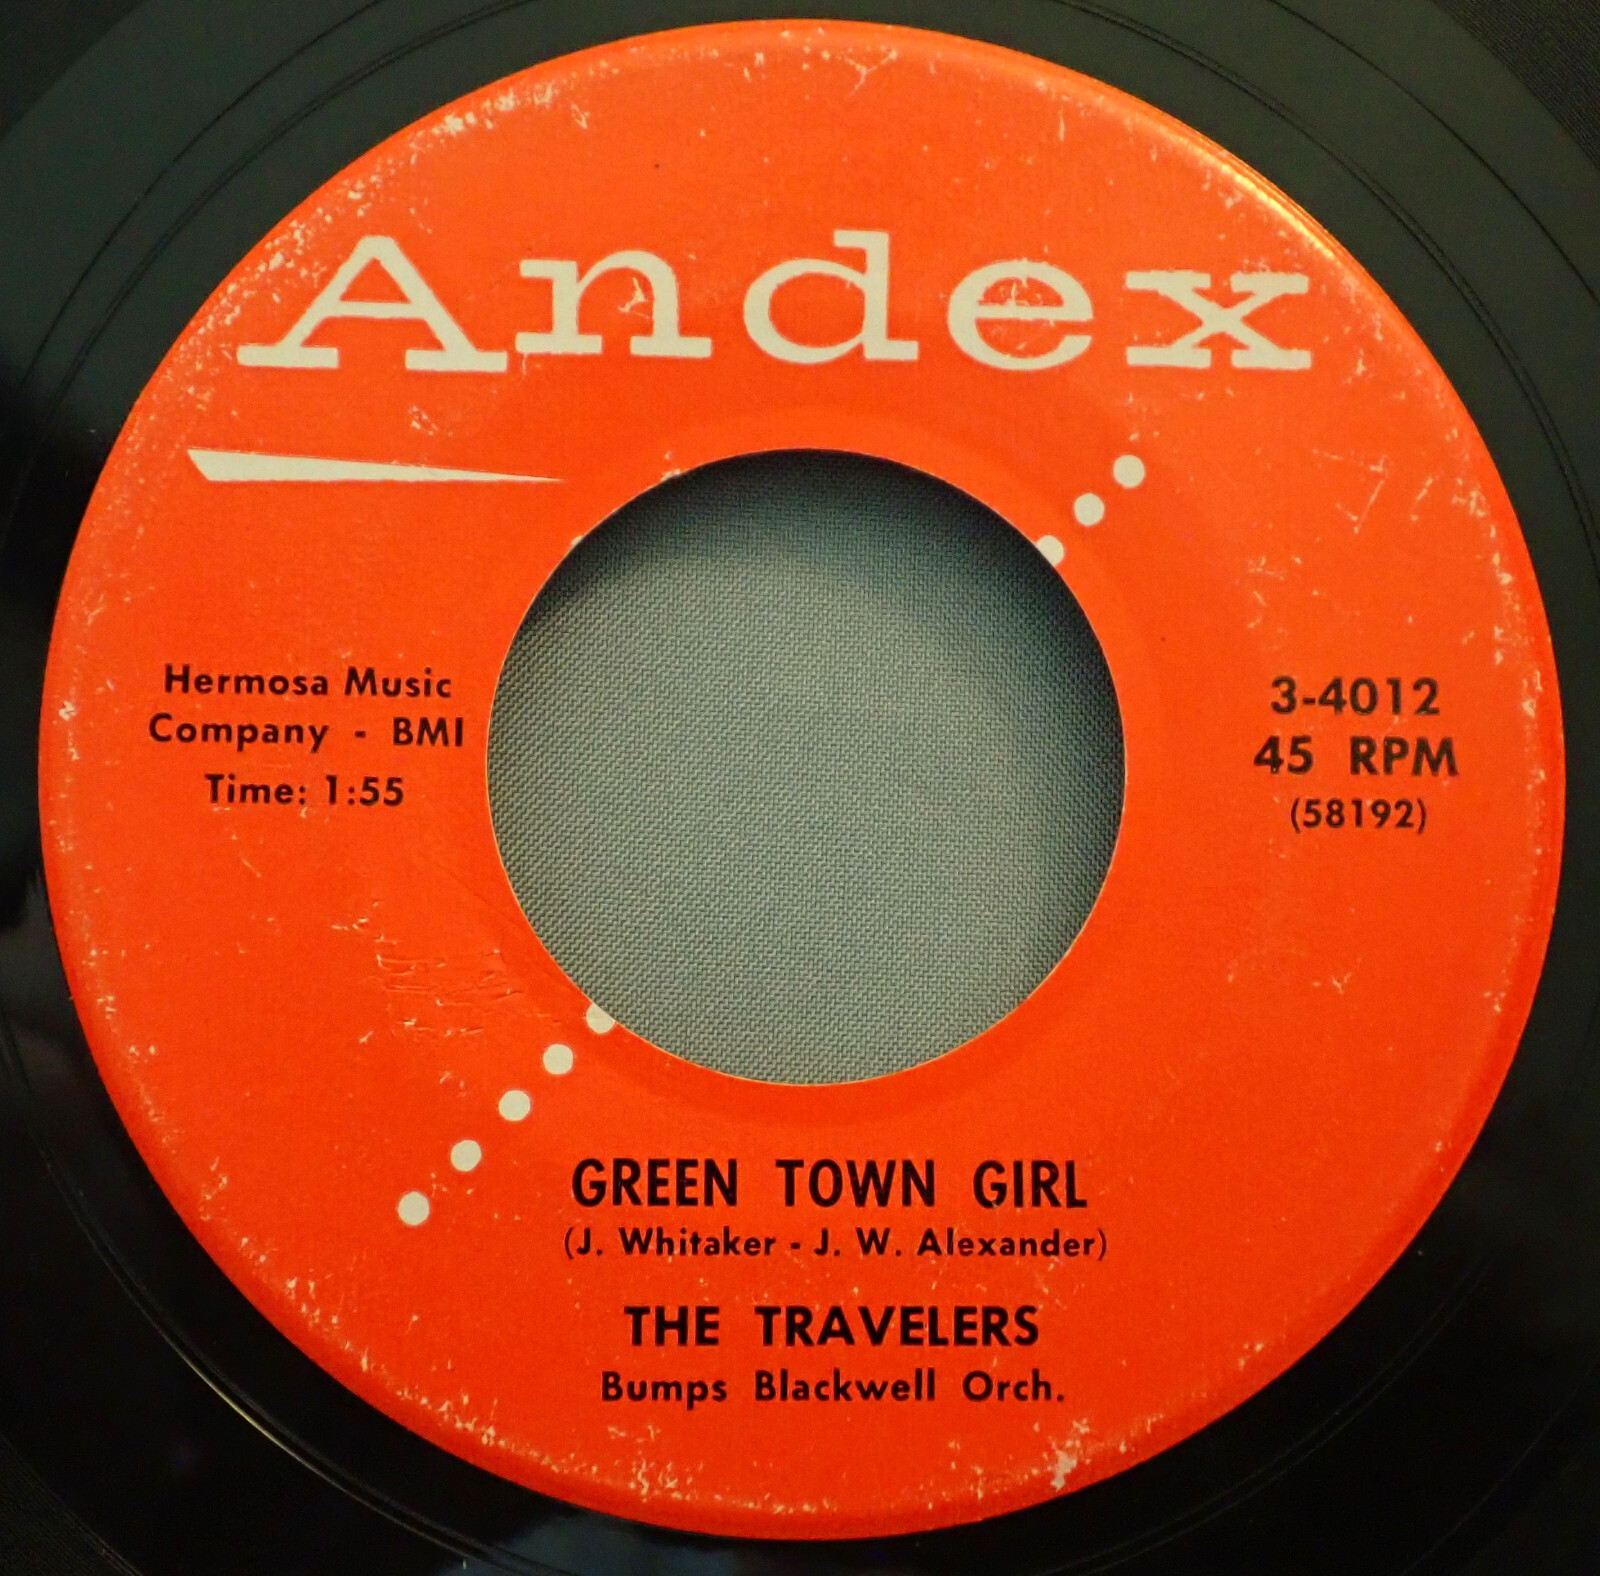 Andex
Hermosa Music
Company - BMI
Time: 1:55
3-4012
45 RPM
(58192)
GREEN TOWN GIRL
(J. Whitaker - J. W. Alexander)
THE TRAVELERS
Bumps Blackwell Orch.